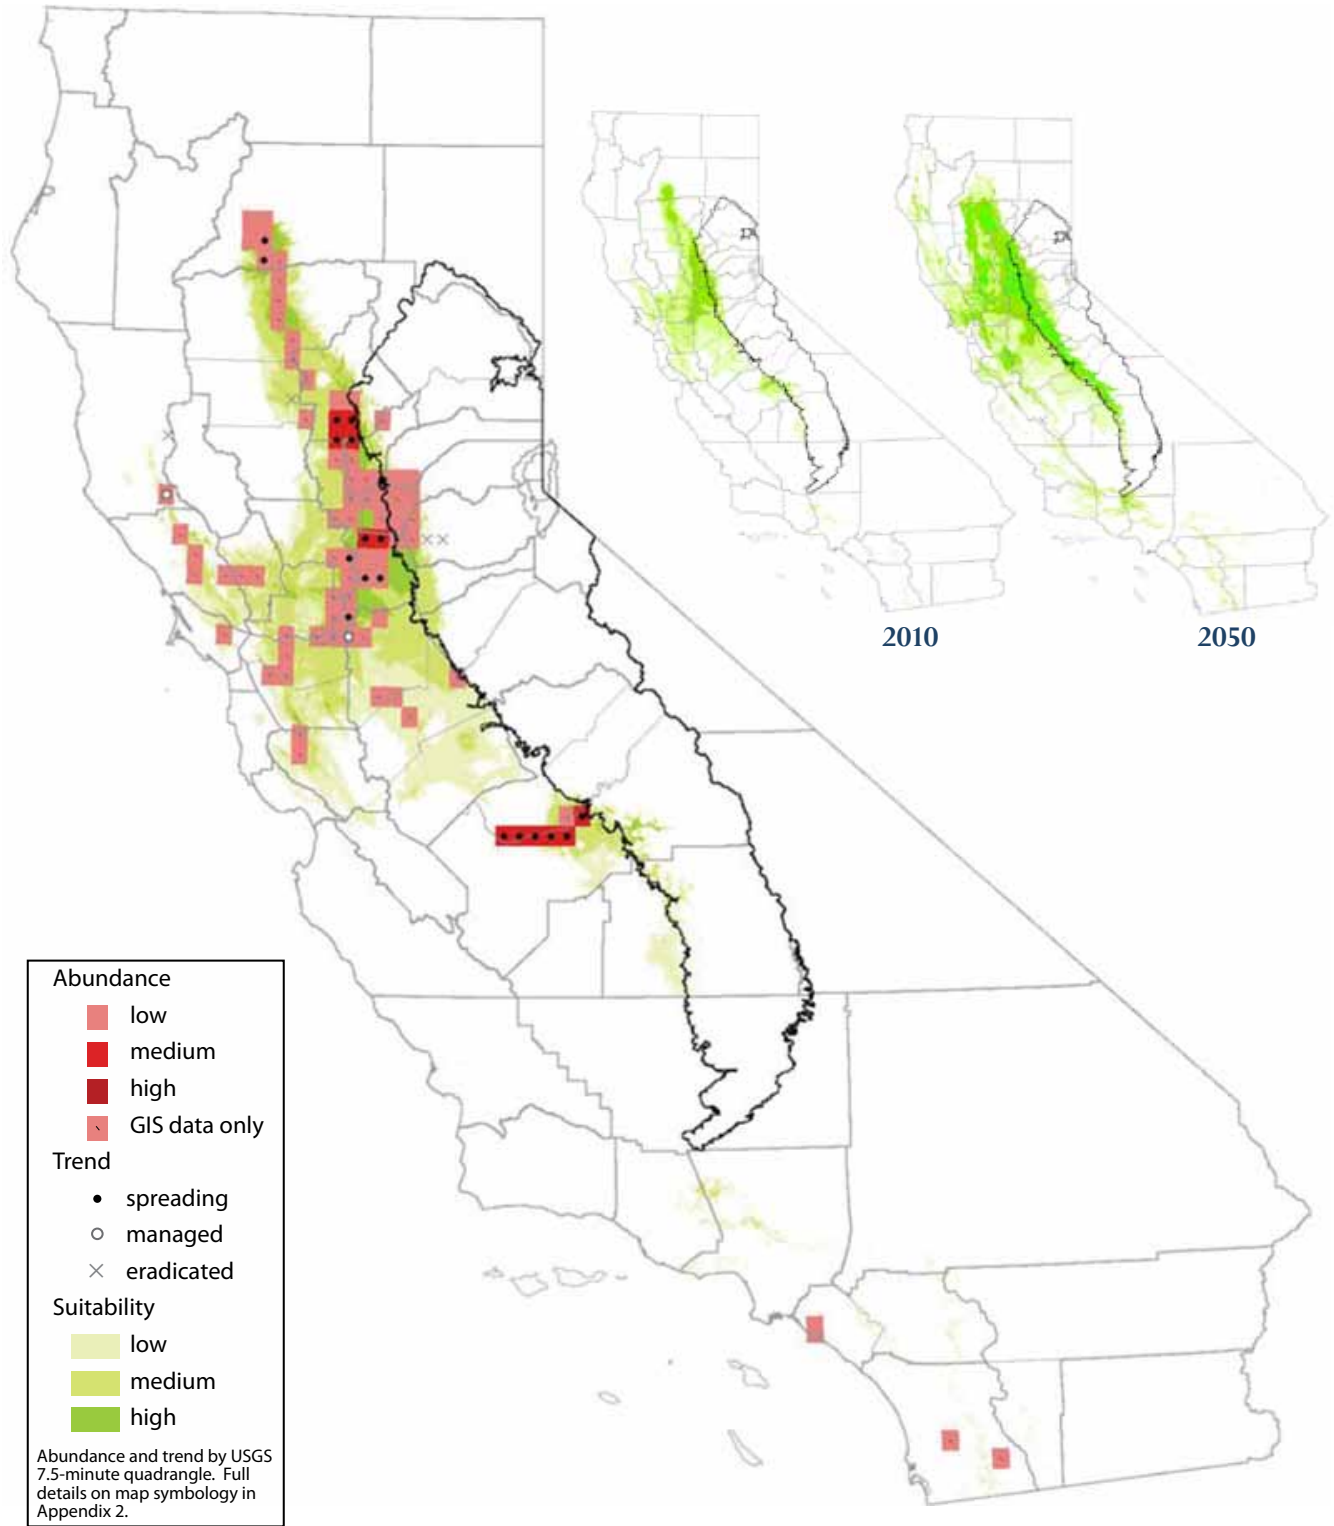 2010
2050
Abundance
low
medium
high
GIS data only
Trend
spreading
managed
eradicated
Suitability
low
medium
high
Abundance and trend by USGS
7.5-minute quadrangle.  Full
details on map symbology in
Appendix 2.